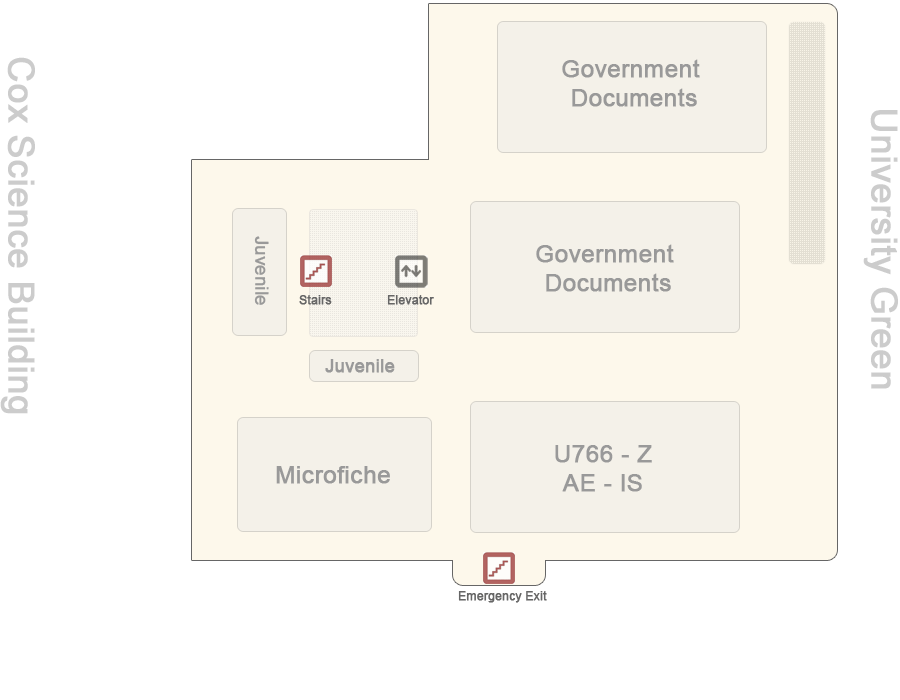 Cox Science Building
Government
Documents
University Green
Juvenile
Stairs
Elevator
Government
Documents
Juvenile
Microfiche
U766 - Z
AE - IS
Emergency Exit